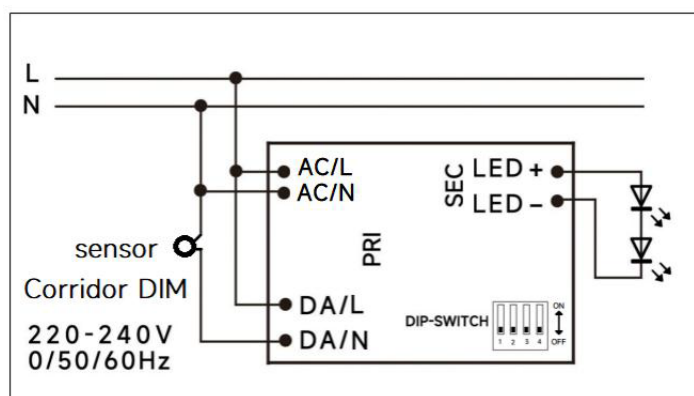 L
N
AC/L
AC/N
SEC
LED +
LED –
PRI
sensor
Corridor DIM
220-240V
0/50/60Hz
DA/L
DA/N
DIP-SWITCH
ON
OFF
1 2 3 4